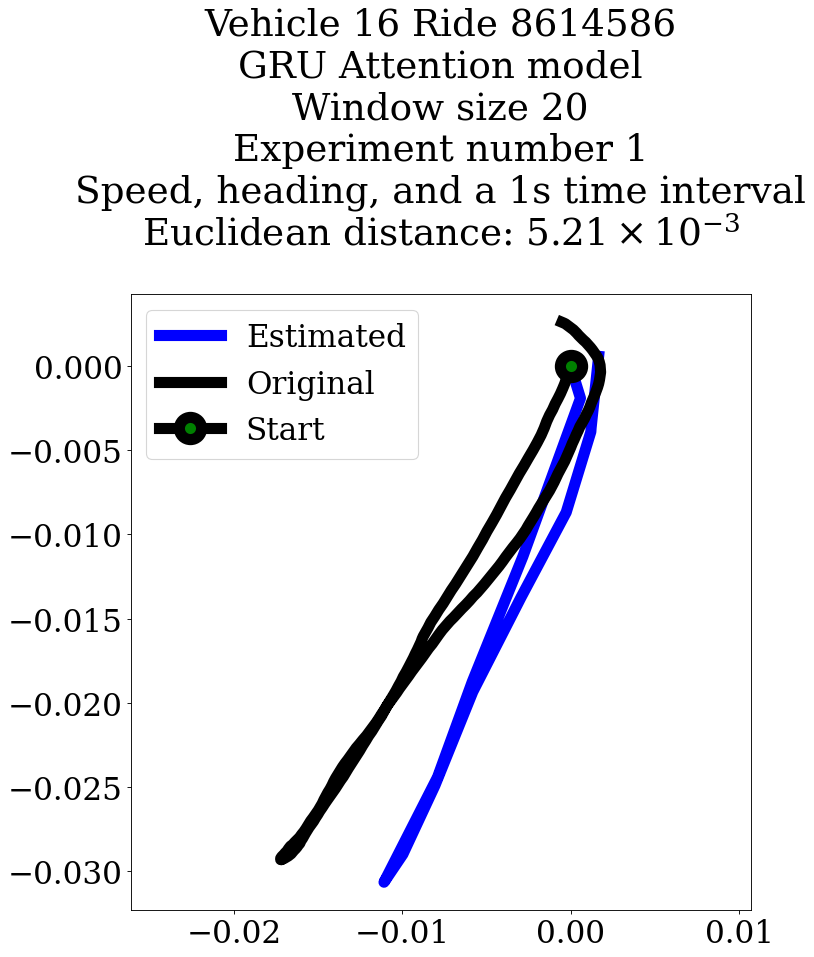 Vehicle 16 Ride 8614586
GRU Attention model
Window size 20
Experiment number 1
Speed, heading, and a 1s time interval
Euclidean distance: 5.21 × 10⁻³
Estimated
Original
Start
0.000
−0.005
−0.010
−0.015
−0.020
−0.025
−0.030
−0.02 −0.01 0.00 0.01